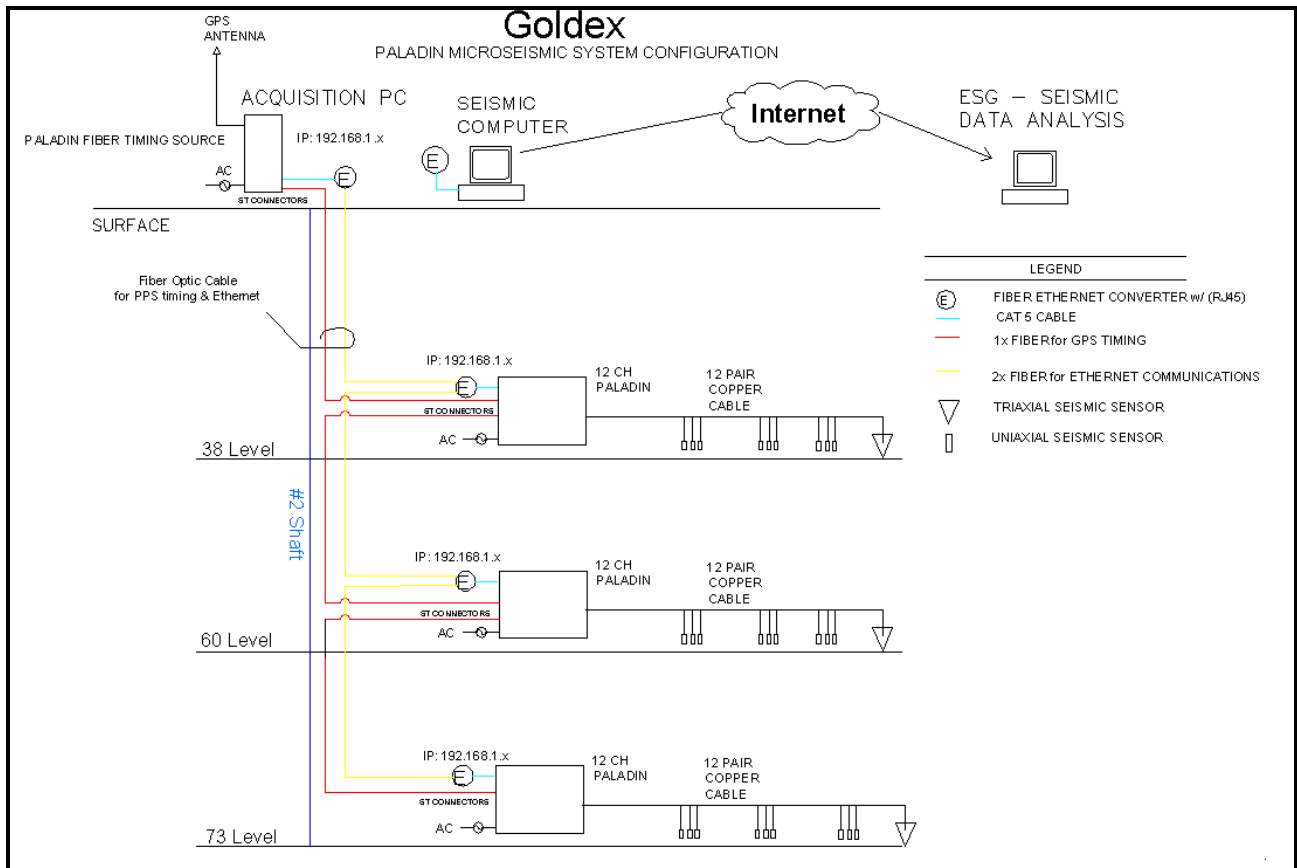 Goldex
PALADIN MICROSEISMIC SYSTEM CONFIGURATION
GPS
ANTENNA
ACQUISITION PC
PALADIN FIBER TIMING SOURCE
IP: 192.168.1.x
AC
E
ST CONNECTORS
SEISMIC
COMPUTER
E
Internet
ESG – SEISMIC
DATA ANALYSIS
SURFACE
Fiber Optic Cable
for PPS timing & Ethernet
LEGEND
E FIBER ETHERNET CONVERTER w/ (RJ45)
CAT 5 CABLE
1x FIBER for GPS TIMING
2x FIBER for ETHERNET COMMUNICATIONS
TRIAXIAL SEISMIC SENSOR
UNIAXIAL SEISMIC SENSOR
IP: 192.168.1.x
E
ST CONNECTORS
AC
12 CH
PALADIN
12 PAIR
COPPER
CABLE
38 Level
#2 Shaft
IP: 192.168.1.x
E
ST CONNECTORS
AC
12 CH
PALADIN
12 PAIR
COPPER
CABLE
60 Level
IP: 192.168.1.x
E
ST CONNECTORS
AC
12 CH
PALADIN
12 PAIR
COPPER
CABLE
73 Level